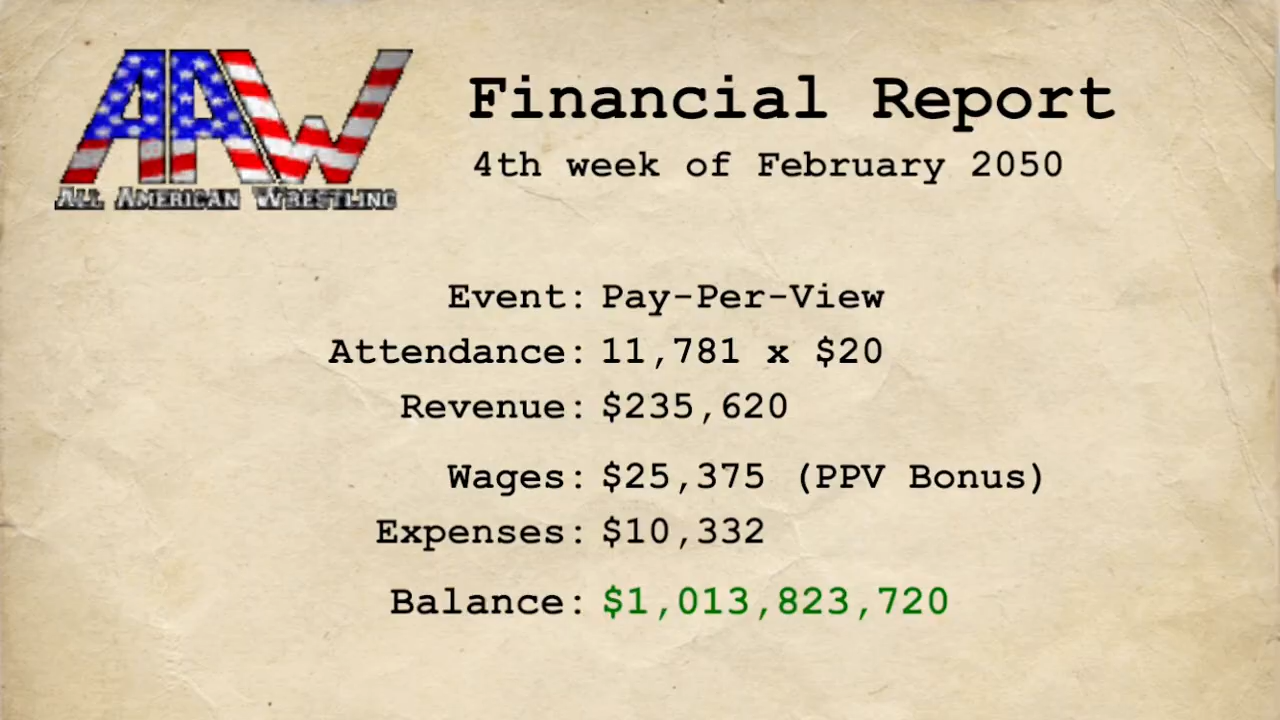 AAW
ALL AMERICAN WRESTLING
Financial Report
4th week of February 2050
Event: Pay-Per-View
Attendance: 11,781 x $20
Revenue: $235,620
Wages: $25,375 (PPV Bonus)
Expenses: $10,332
Balance: $1,013,823,720